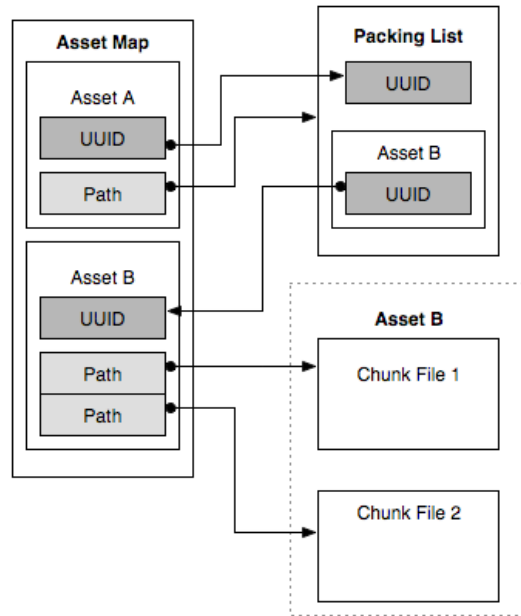 Asset Map
Asset A
UUID
Path
Asset B
UUID
Path
Path
Packing List
UUID
Asset B
UUID
Asset B
Chunk File 1
Chunk File 2